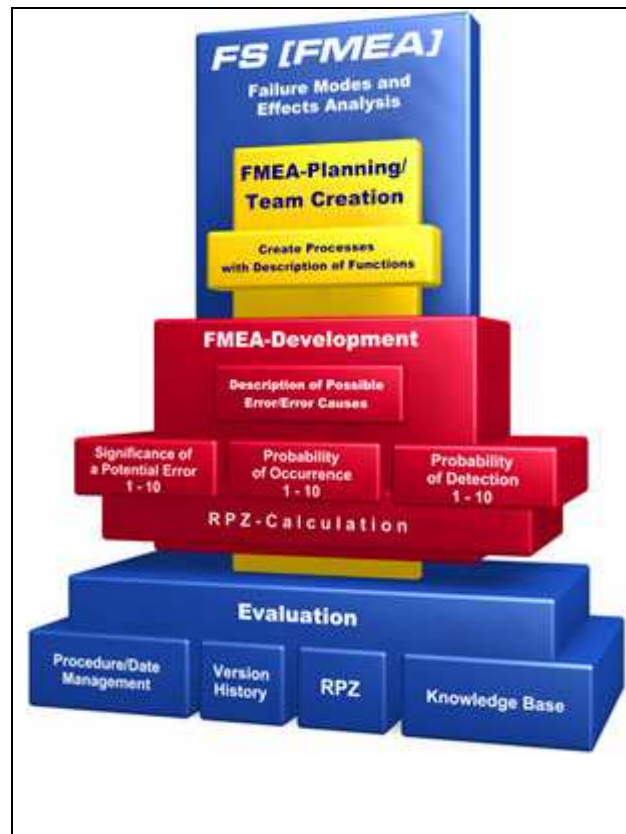 FS [FMEA]
Failure Modes and
Effects Analysis
FMEA-Planning/
Team Creation
Create Processes
with Description of Functions
FMEA-Development
Description of Possible
Error/Error Causes
Significance of
a Potential Error
1 - 10
Probability
of Occurrence
1 - 10
Probability
of Detection
1 - 10
RPZ-Calculation
Evaluation
Procedure/Date
Management
Version
History
RPZ
Knowledge Base